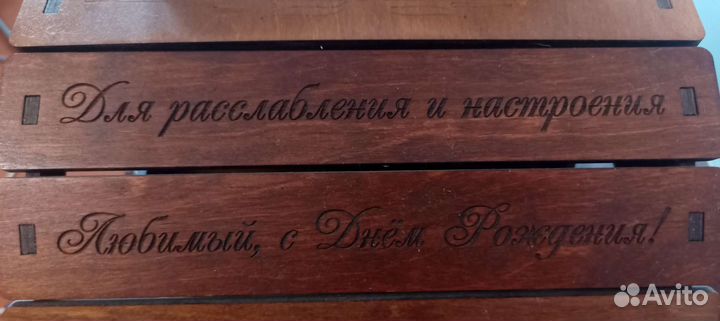 Для расслабления и настроения
Любимый, с Днём Рождения!
Avito